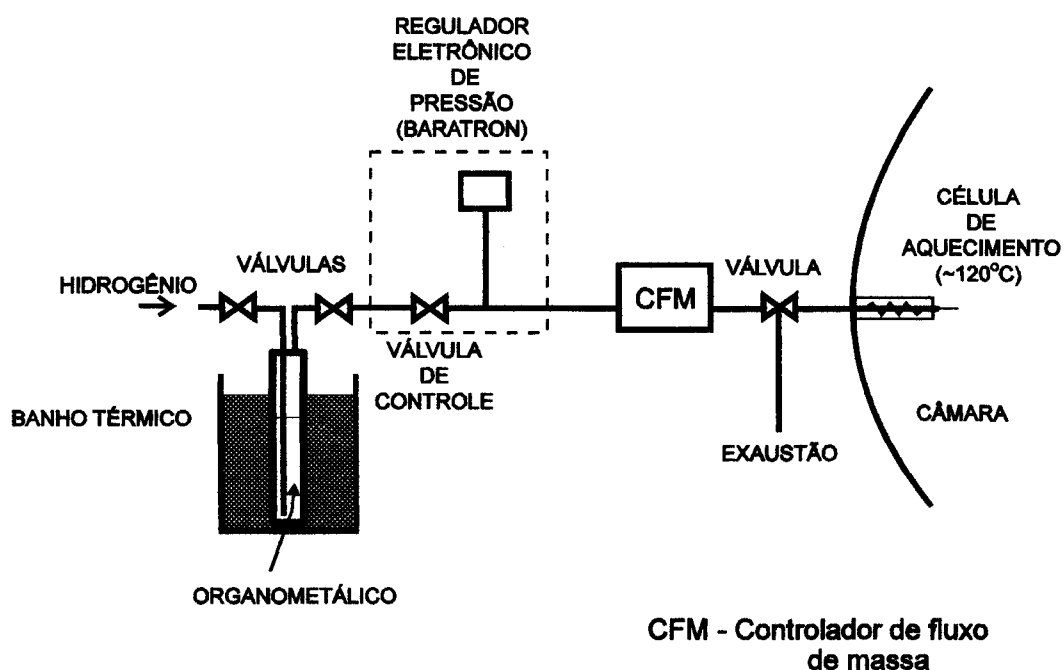 REGULADOR
ELETRÔNICO
DE
PRESSÃO
(BARATRON)
CÉLULA
DE
AQUECIMENTO
(~120°C)
VÁLVULAS
VÁLVULA
HIDROGÊNIO
CFM
VÁLVULA
DE
CONTROLE
BANHO TÉRMICO
CÂMARA
EXAUSTÃO
ORGANOMETÁLICO
CFM - Controlador de fluxo
de massa